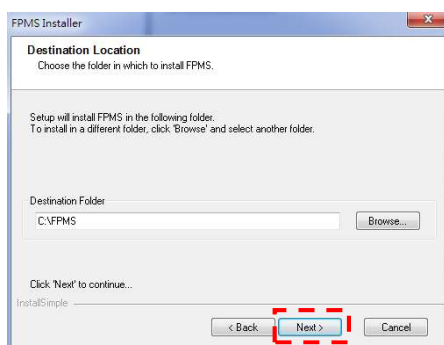 FPMS Installer
x
Destination Location
Choose the folder in which to install FPMS.
Setup will install FPMS in the following folder.
To install in a different folder, click 'Browse' and select another folder.
Destination Folder
C:\FPMS
Browse...
Click 'Next' to continue...
InstallSimple
< Back
Next >
Cancel